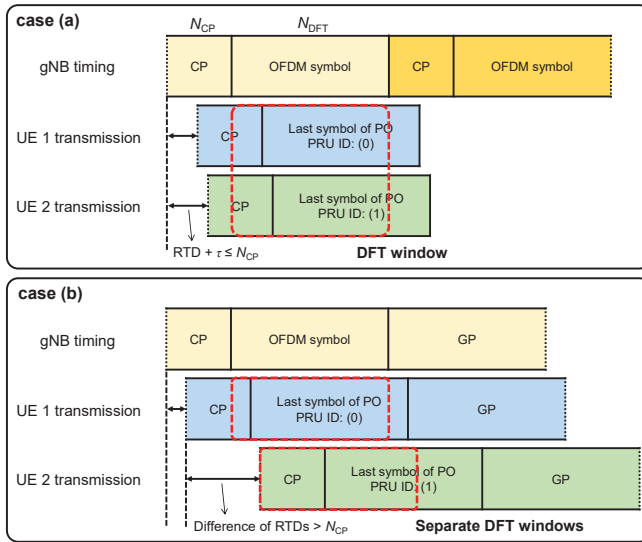 case (a)
N_CP
N_DFT
gNB timing
CP
OFDM symbol
CP
OFDM symbol
UE 1 transmission
CP
Last symbol of PO
PRU ID: (0)
UE 2 transmission
CP
Last symbol of PO
PRU ID: (1)
RTD + τ ≤ N_CP
DFT window
case (b)
gNB timing
CP
OFDM symbol
GP
UE 1 transmission
CP
Last symbol of PO
PRU ID: (0)
GP
UE 2 transmission
CP
Last symbol of PO
PRU ID: (1)
GP
Difference of RTDs > N_CP
Separate DFT windows